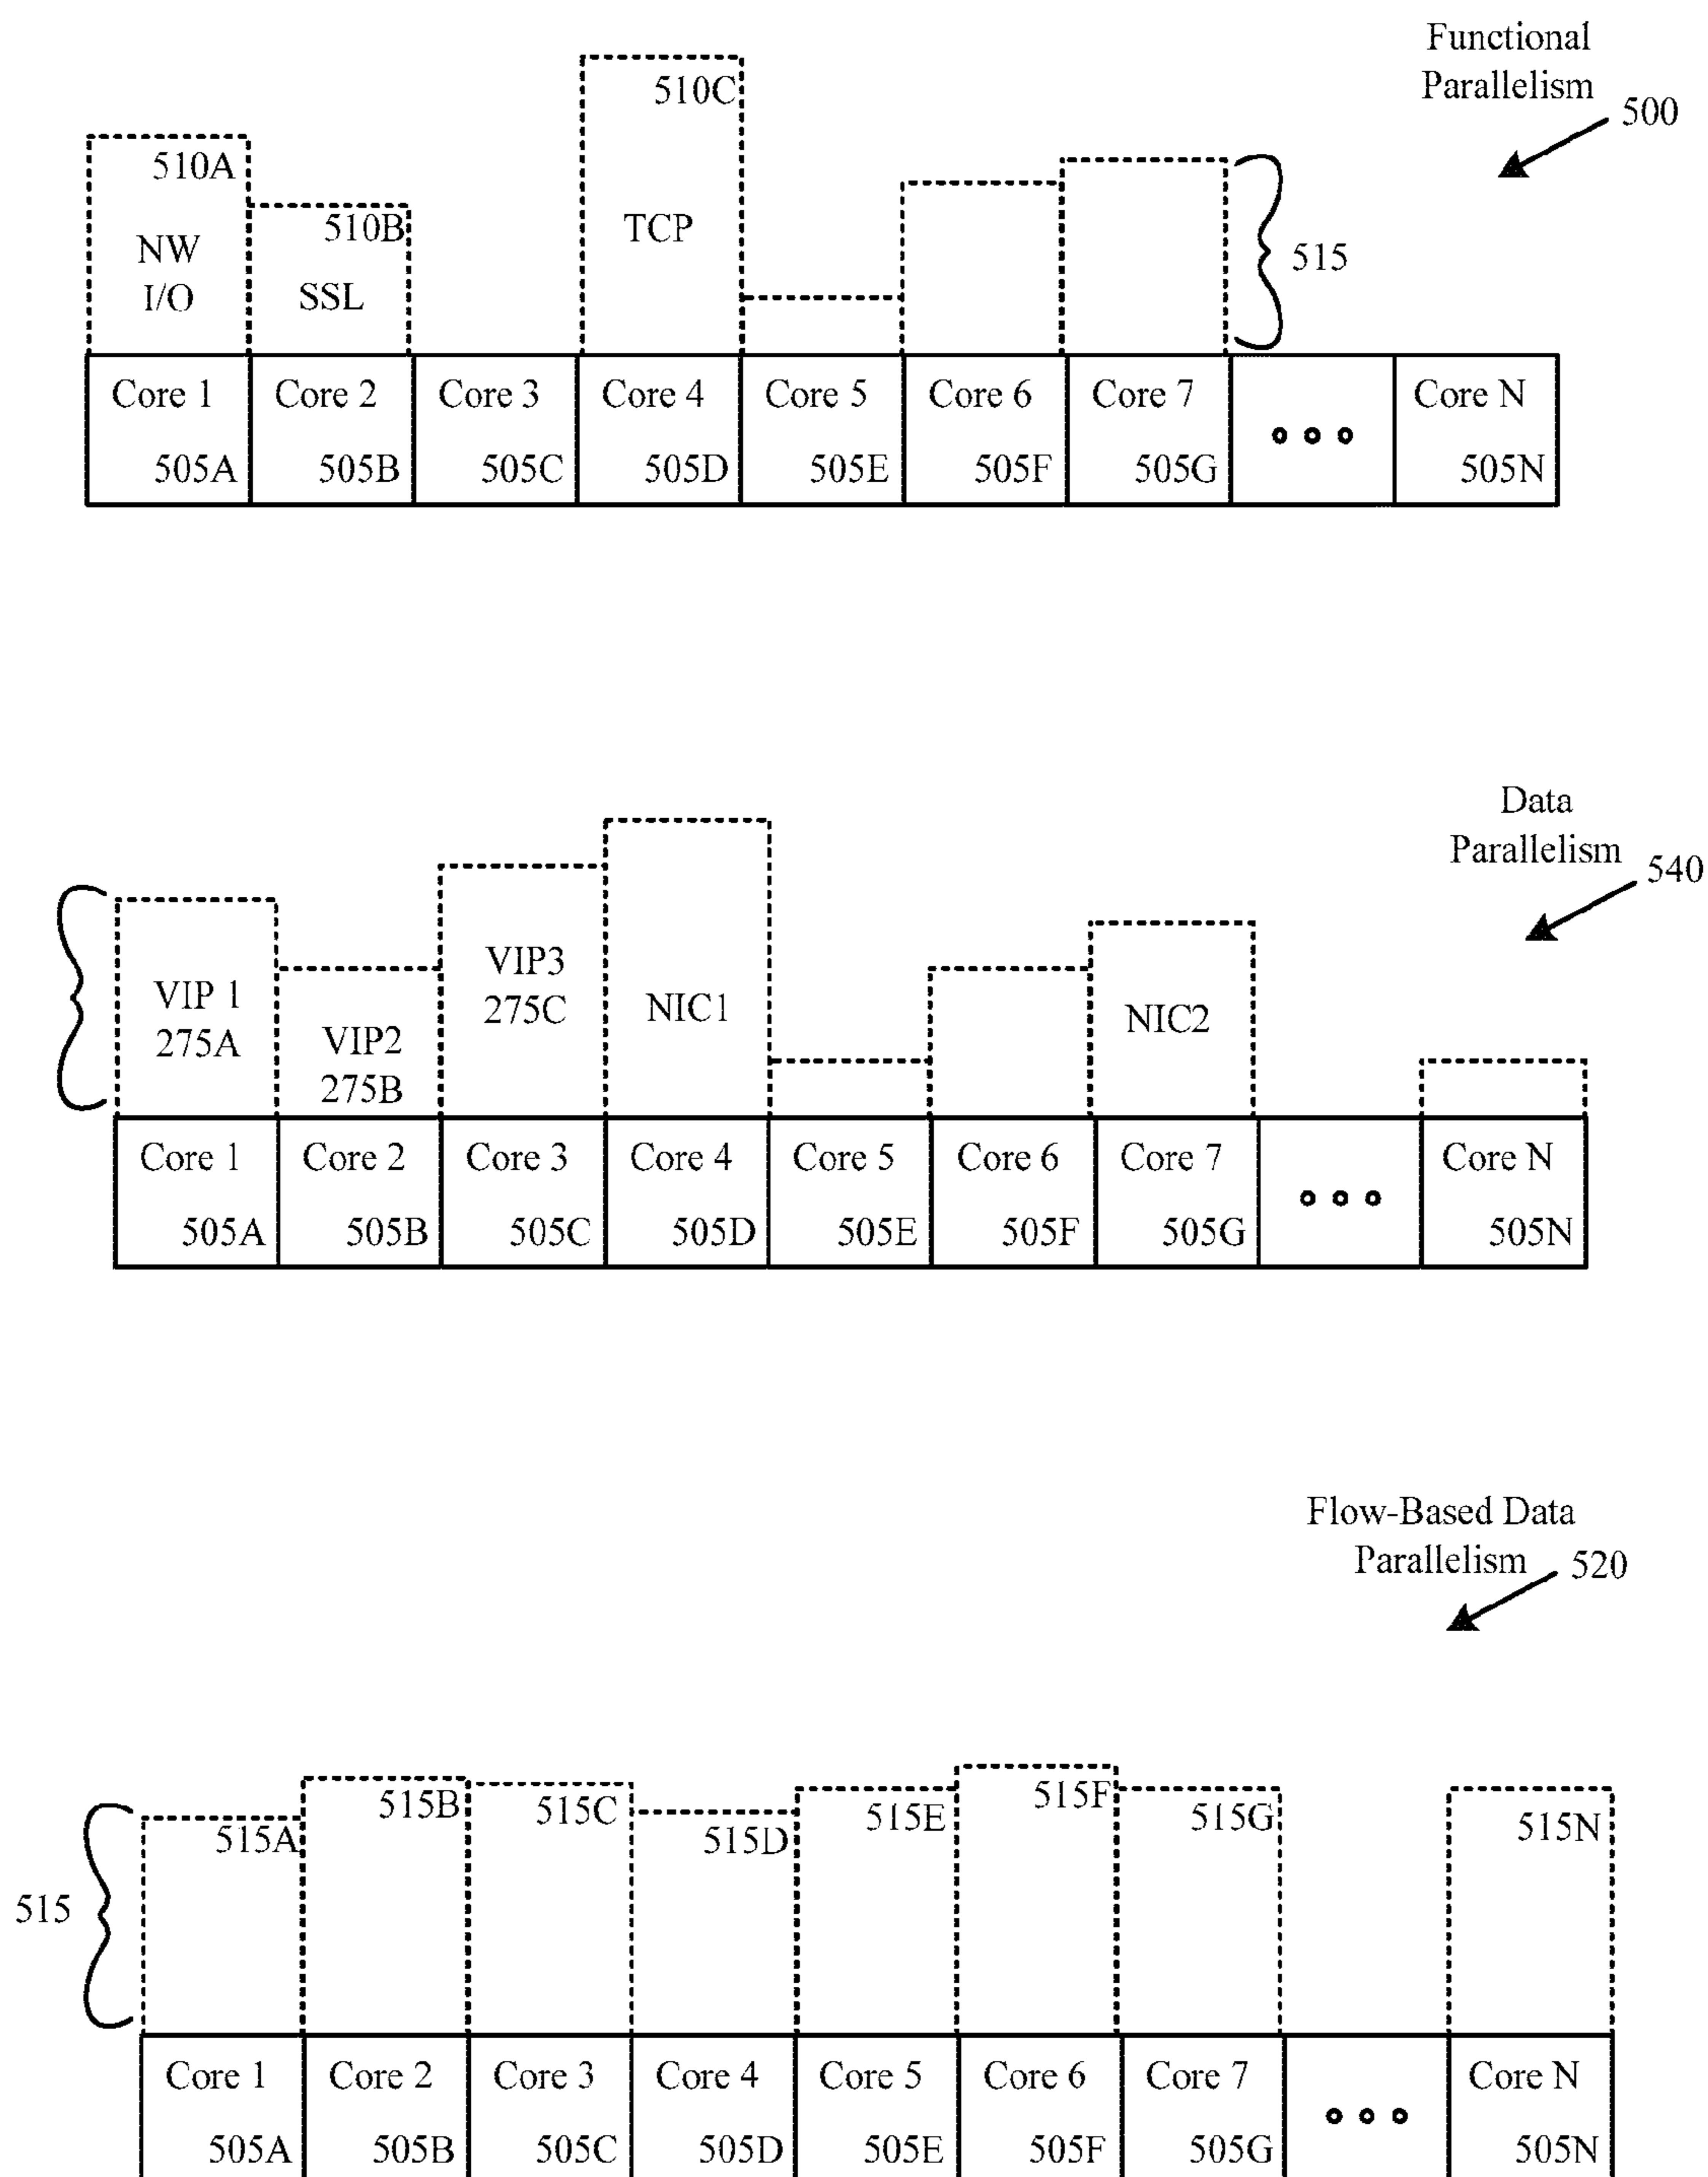 Functional
Parallelism
500
510C
510A
510B
NW
I/O
SSL
TCP
515
Core 1
Core 2
Core 3
Core 4
Core 5
Core 6
Core 7
Core N
505A
505B
505C
505D
505E
505F
505G
505N
Data
Parallelism
540
VIP 1
275A
VIP2
275B
VIP3
275C
NIC1
NIC2
Core 1
Core 2
Core 3
Core 4
Core 5
Core 6
Core 7
Core N
505A
505B
505C
505D
505E
505F
505G
505N
Flow-Based Data
Parallelism
520
515
515A
515B
515C
515D
515E
515F
515G
515N
Core 1
Core 2
Core 3
Core 4
Core 5
Core 6
Core 7
Core N
505A
505B
505C
505D
505E
505F
505G
505N